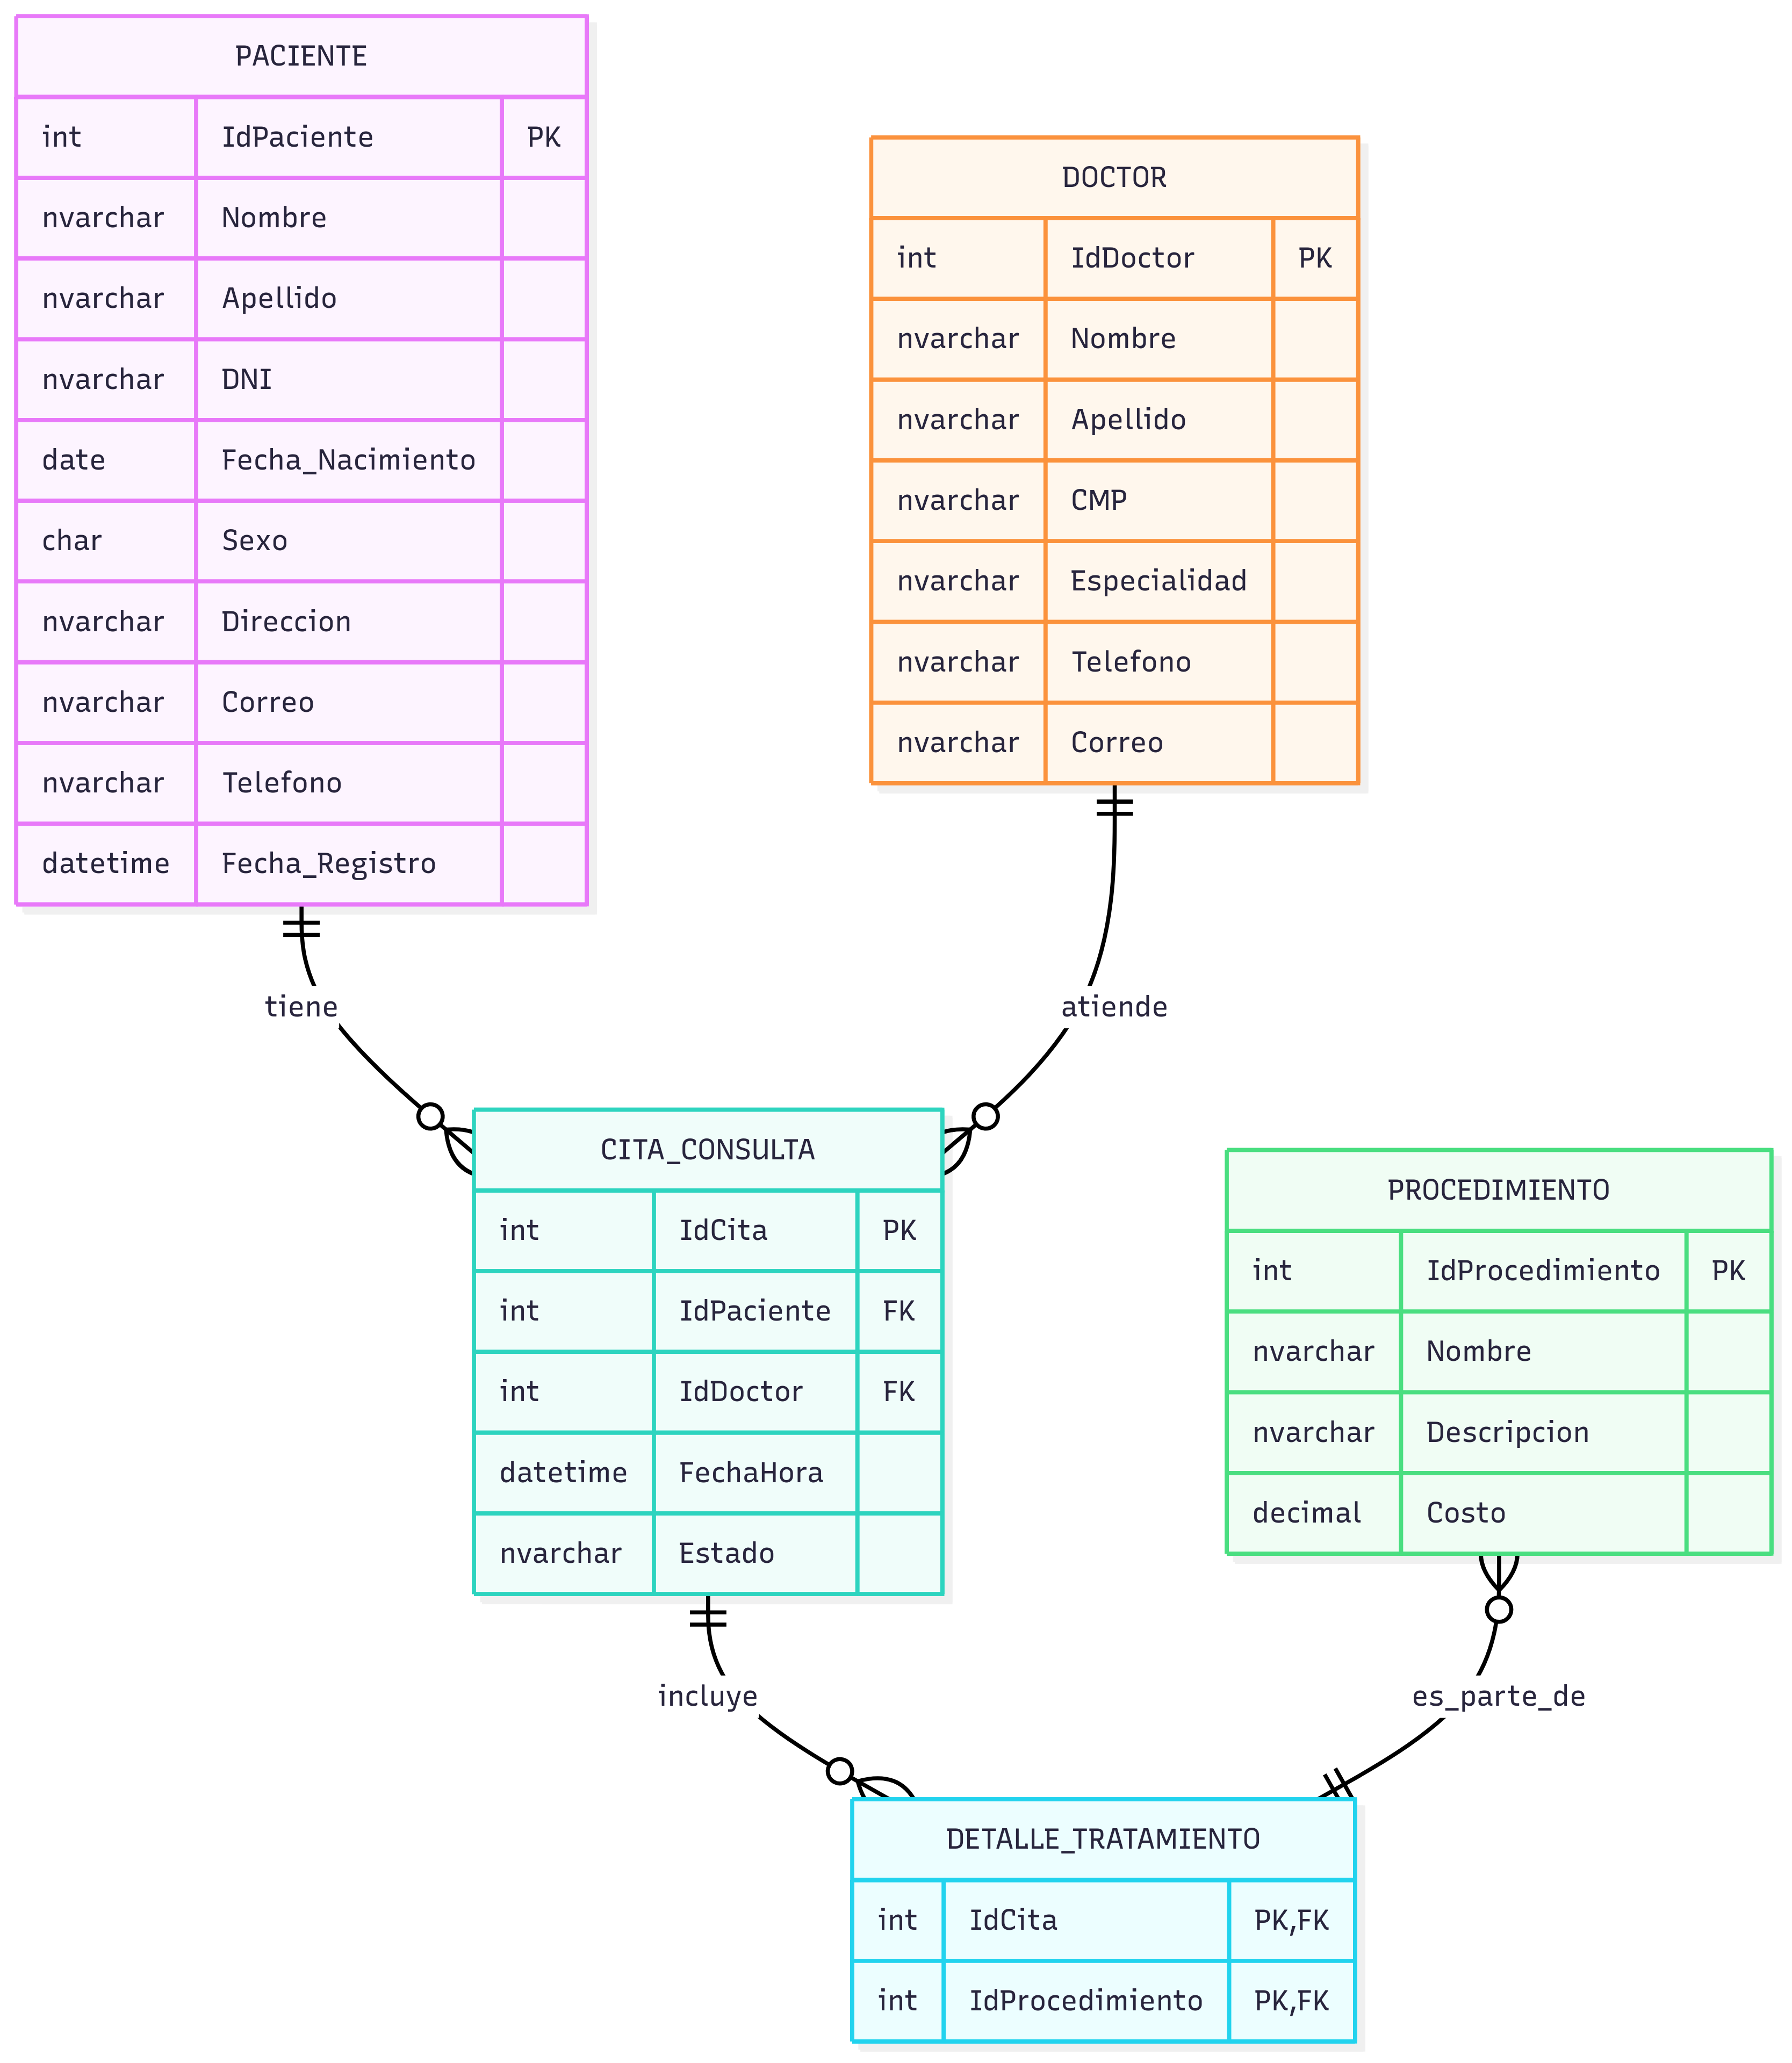 PACIENTE
int IdPaciente PK
nvarchar Nombre
nvarchar Apellido
nvarchar DNI
date Fecha_Nacimiento
char Sexo
nvarchar Direccion
nvarchar Correo
nvarchar Telefono
datetime Fecha_Registro
DOCTOR
int IdDoctor PK
nvarchar Nombre
nvarchar Apellido
nvarchar CMP
nvarchar Especialidad
nvarchar Telefono
nvarchar Correo
tiene
atiende
CITA_CONSULTA
int IdCita PK
int IdPaciente FK
int IdDoctor FK
datetime FechaHora
nvarchar Estado
PROCEDIMIENTO
int IdProcedimiento PK
nvarchar Nombre
nvarchar Descripcion
decimal Costo
incluye
es_parte_de
DETALLE_TRATAMIENTO
int IdCita PK,FK
int IdProcedimiento PK,FK